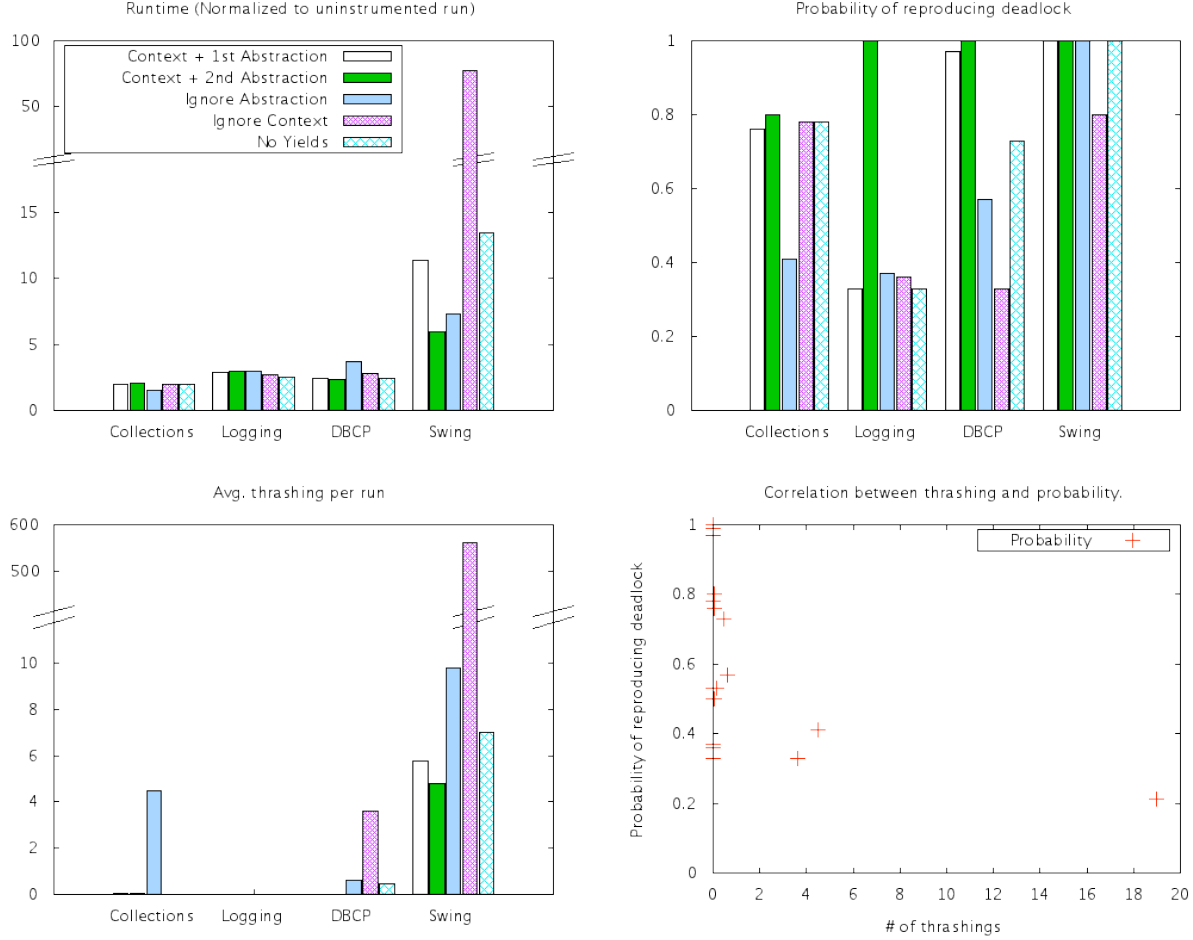 Runtime (Normalized to uninstrumented run)
100
50
15
10
5
0
Context + 1st Abstraction
Context + 2nd Abstraction
Ignore Abstraction
Ignore Context
No Yields
Collections Logging DBCP Swing
Probability of reproducing deadlock
1
0.8
0.6
0.4
0.2
0
Collections Logging DBCP Swing
Avg. thrashing per run
600
500
10
8
6
4
2
0
Collections Logging DBCP Swing
Correlation between thrashing and probability.
Probability of reproducing deadlock
1
0.8
0.6
0.4
0.2
0
Probability
0 2 4 6 8 10 12 14 16 18 20
# of thrashings